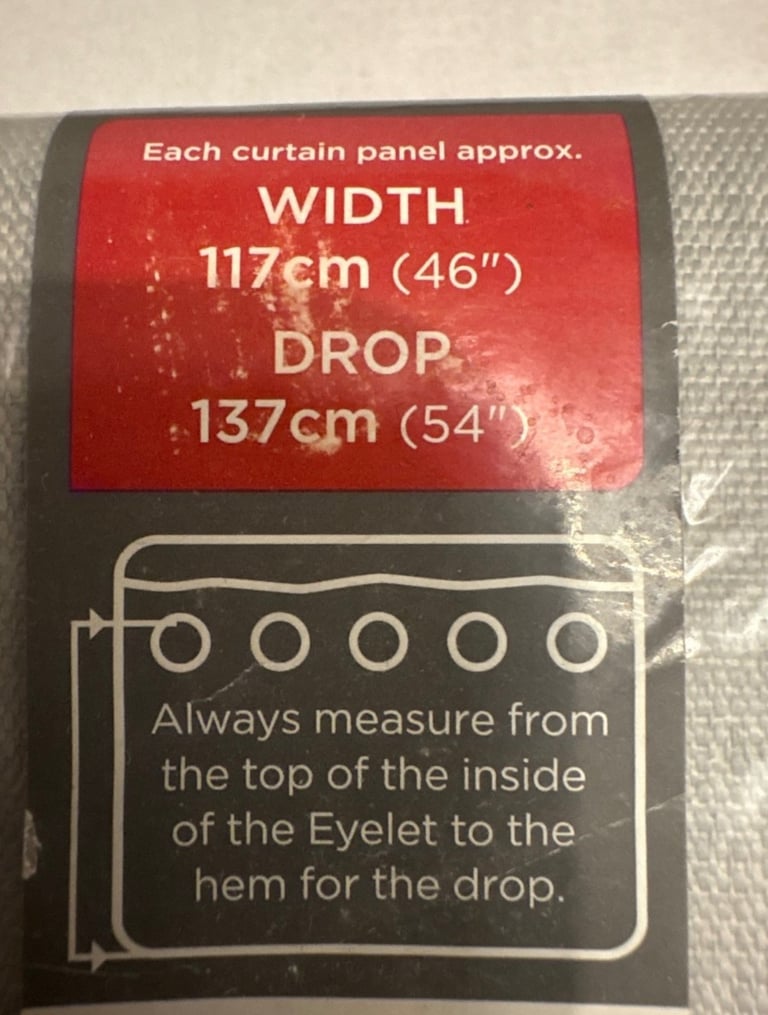 Each curtain panel approx.
WIDTH
117cm (46")
DROP
137cm (54")
Always measure from
the top of the inside
of the Eyelet to the
hem for the drop.